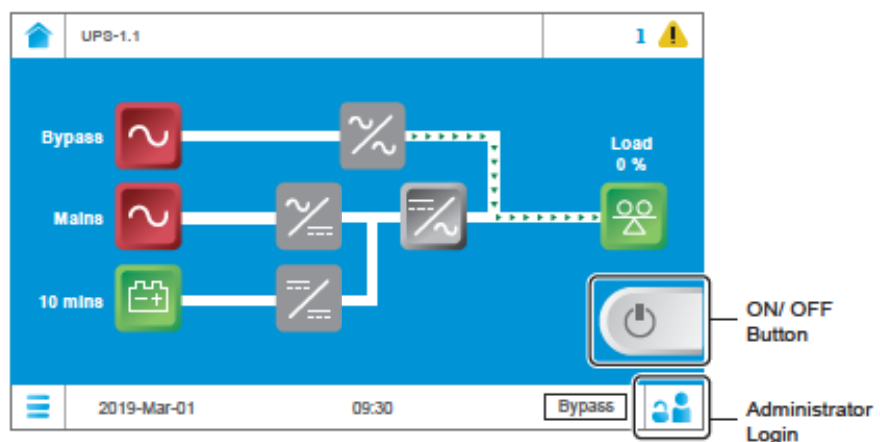 UPS-1.1
1
Bypass
Load
0 %
Mains
10 mins
ON/ OFF
Button
2019-Mar-01
09:30
Bypass
Administrator
Login